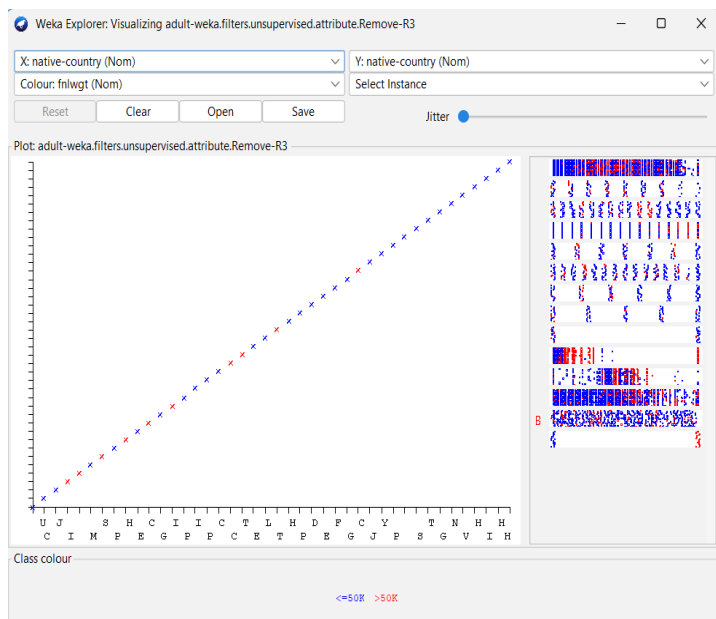 Weka Explorer: Visualizing adult-weka.filters.unsupervised.attribute.Remove-R3
X: native-country (Nom) Y: native-country (Nom)
Colour: fnlwgt (Nom) Select Instance
Reset Clear Open Save Jitter
Plot: adult-weka.filters.unsupervised.attribute.Remove-R3
B
U J S H C I I C T L H D F C Y T N H H
C I M P E G P P C E T P E G J P S G V I H
Class colour
<=50K >50K